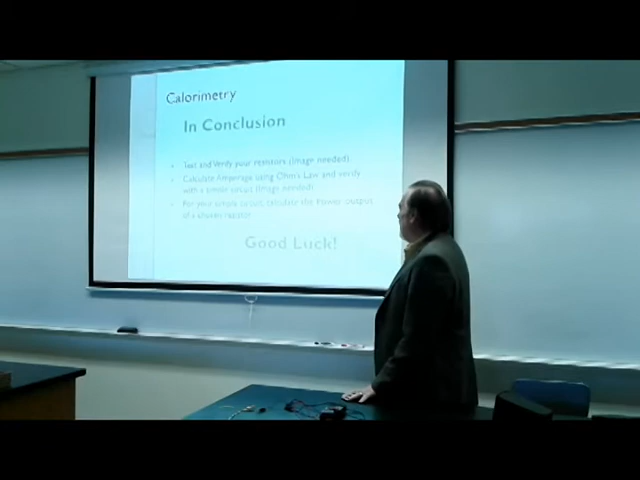 Calorimetry
In Conclusion
Test and Verify your resistors (Image needed)
Calculate Amperage using Ohm's Law and verify
with a simple circuit (Image needed)
For your simple circuit, calculate the Power output
of a chosen resistor
Good Luck!